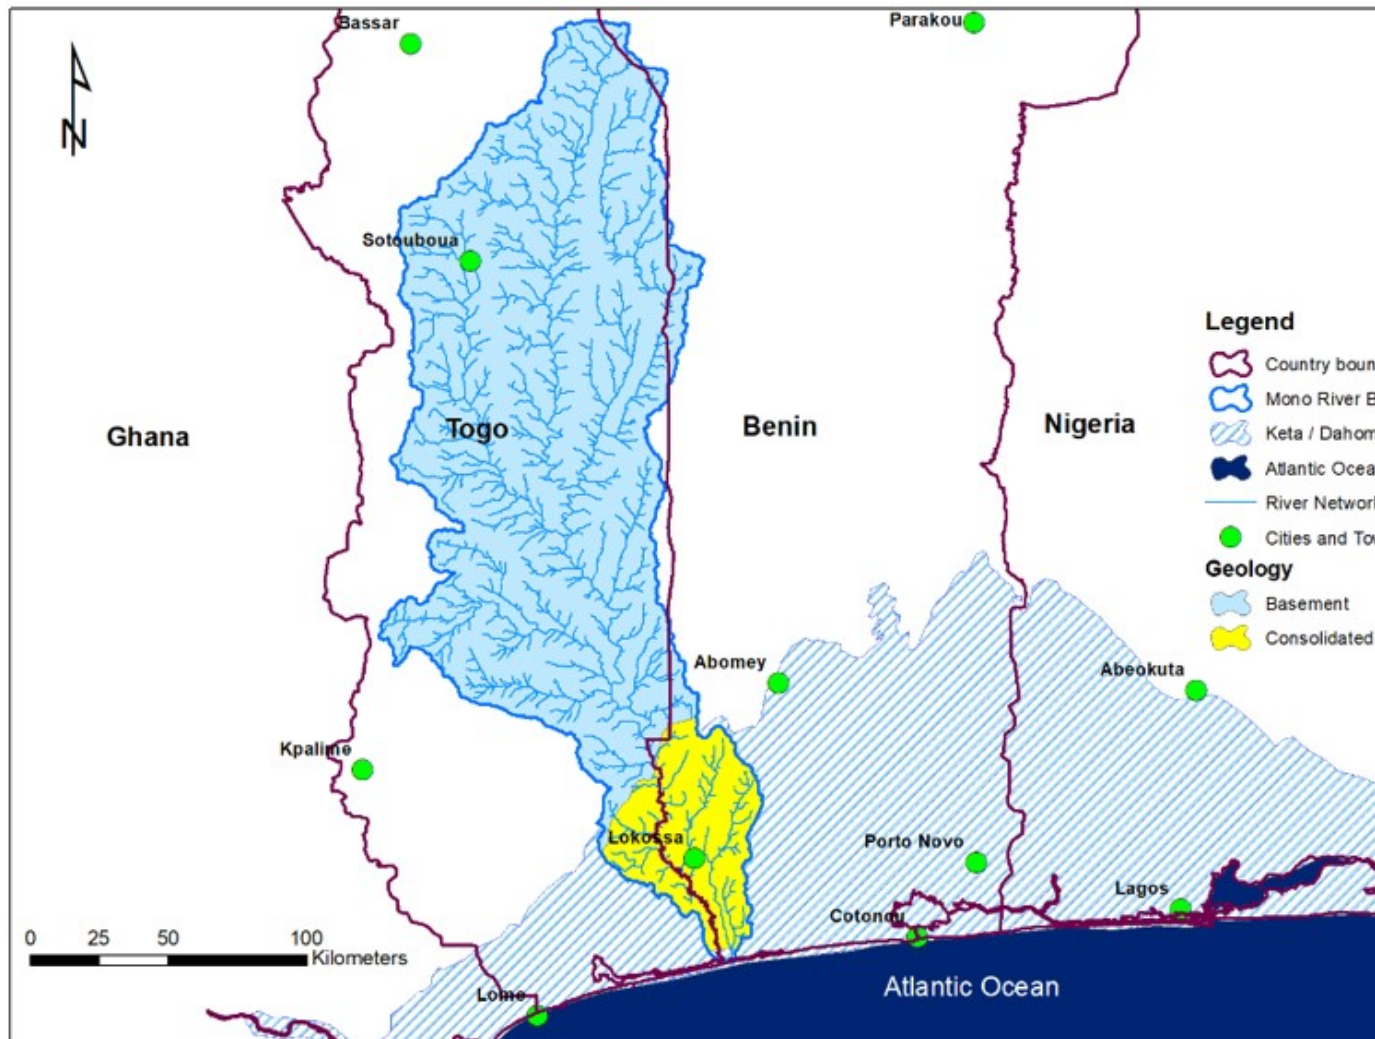 Bassar
Parakou
N
Sotouboua
Legend
Country boun
Mono River B
Keta / Dahom
Atlantic Ocea
River Network
Cities and Tow
Geology
Basement
Consolidated
Ghana
Togo
Benin
Nigeria
Abomey
Abeokuta
Kpalime
Lokossa
Porto Novo
Lagos
Cotonou
0 25 50 100
Kilometers
Lome
Atlantic Ocean